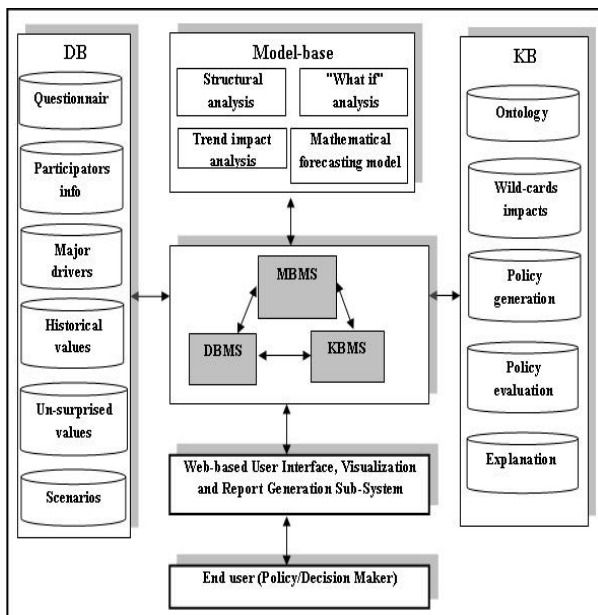 DB
Questionnair
Participators
info
Major
drivers
Historical
values
Un-surprised
values
Scenarios
Model-base
Structural
analysis
"What if"
analysis
Trend impact
analysis
Mathematical
forecasting model
MBMS
DBMS
KBMS
Web-based User Interface, Visualization
and Report Generation Sub-System
End user (Policy/Decision Maker)
KB
Ontology
Wild-cards
impacts
Policy
generation
Policy
evaluation
Explanation